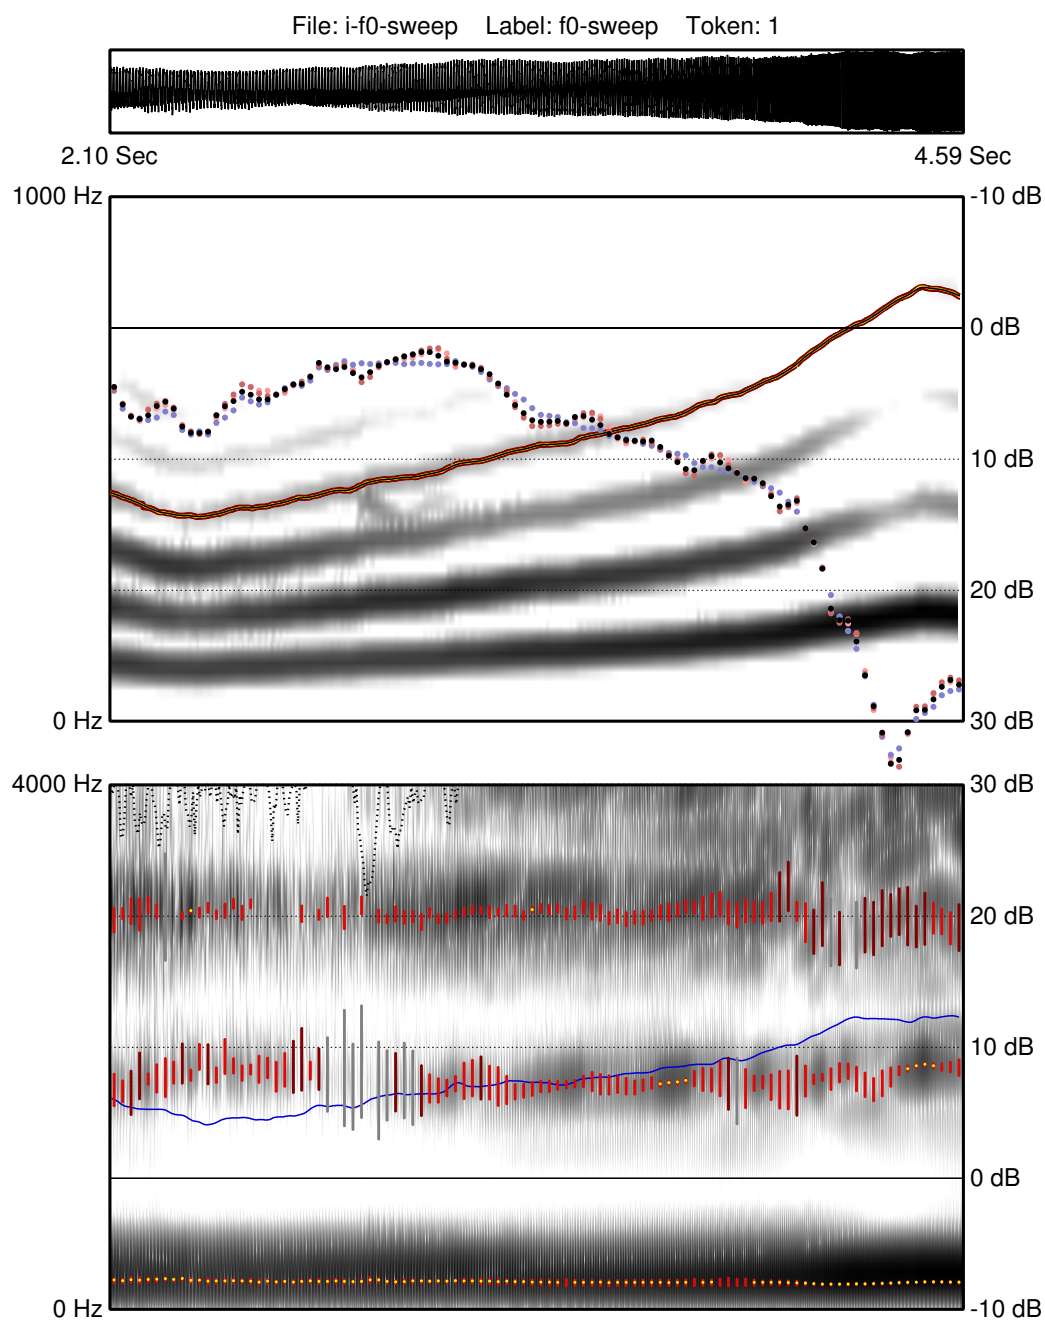 File: i-f0-sweep Label: f0-sweep Token: 1
2.10 Sec 4.59 Sec
1000 Hz -10 dB
0 dB
10 dB
20 dB
0 Hz 30 dB
4000 Hz 30 dB
20 dB
10 dB
0 dB
0 Hz -10 dB